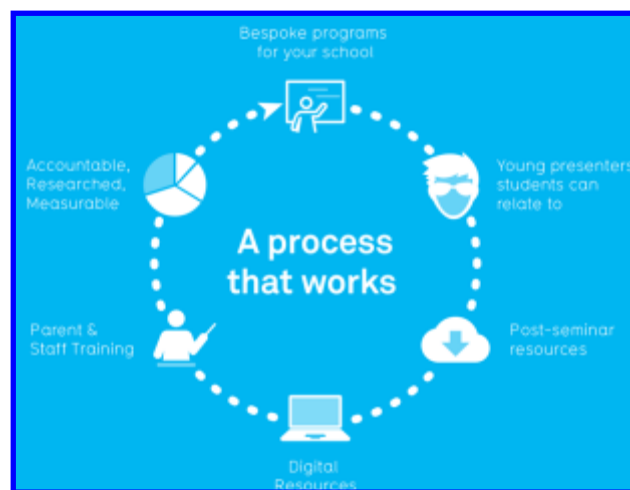 Bespoke programs
for your school
Accountable,
Researched,
Measurable
Young presenters
students can
relate to
A process
that works
Parent &
Staff Training
Post-seminar
resources
Digital
Resources